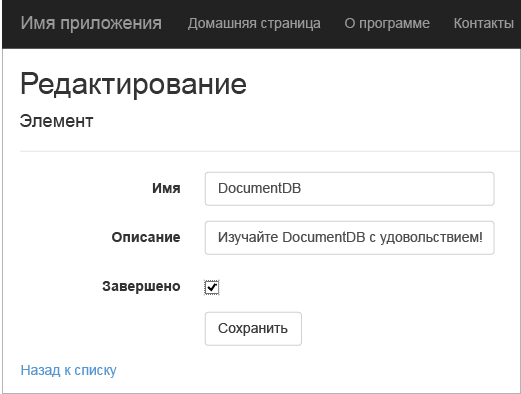 Имя приложения Домашняя страница О программе Контакты
Редактирование
Элемент
Имя DocumentDB
Описание Изучайте DocumentDB с удовольствием!
Завершено
Сохранить
Назад к списку